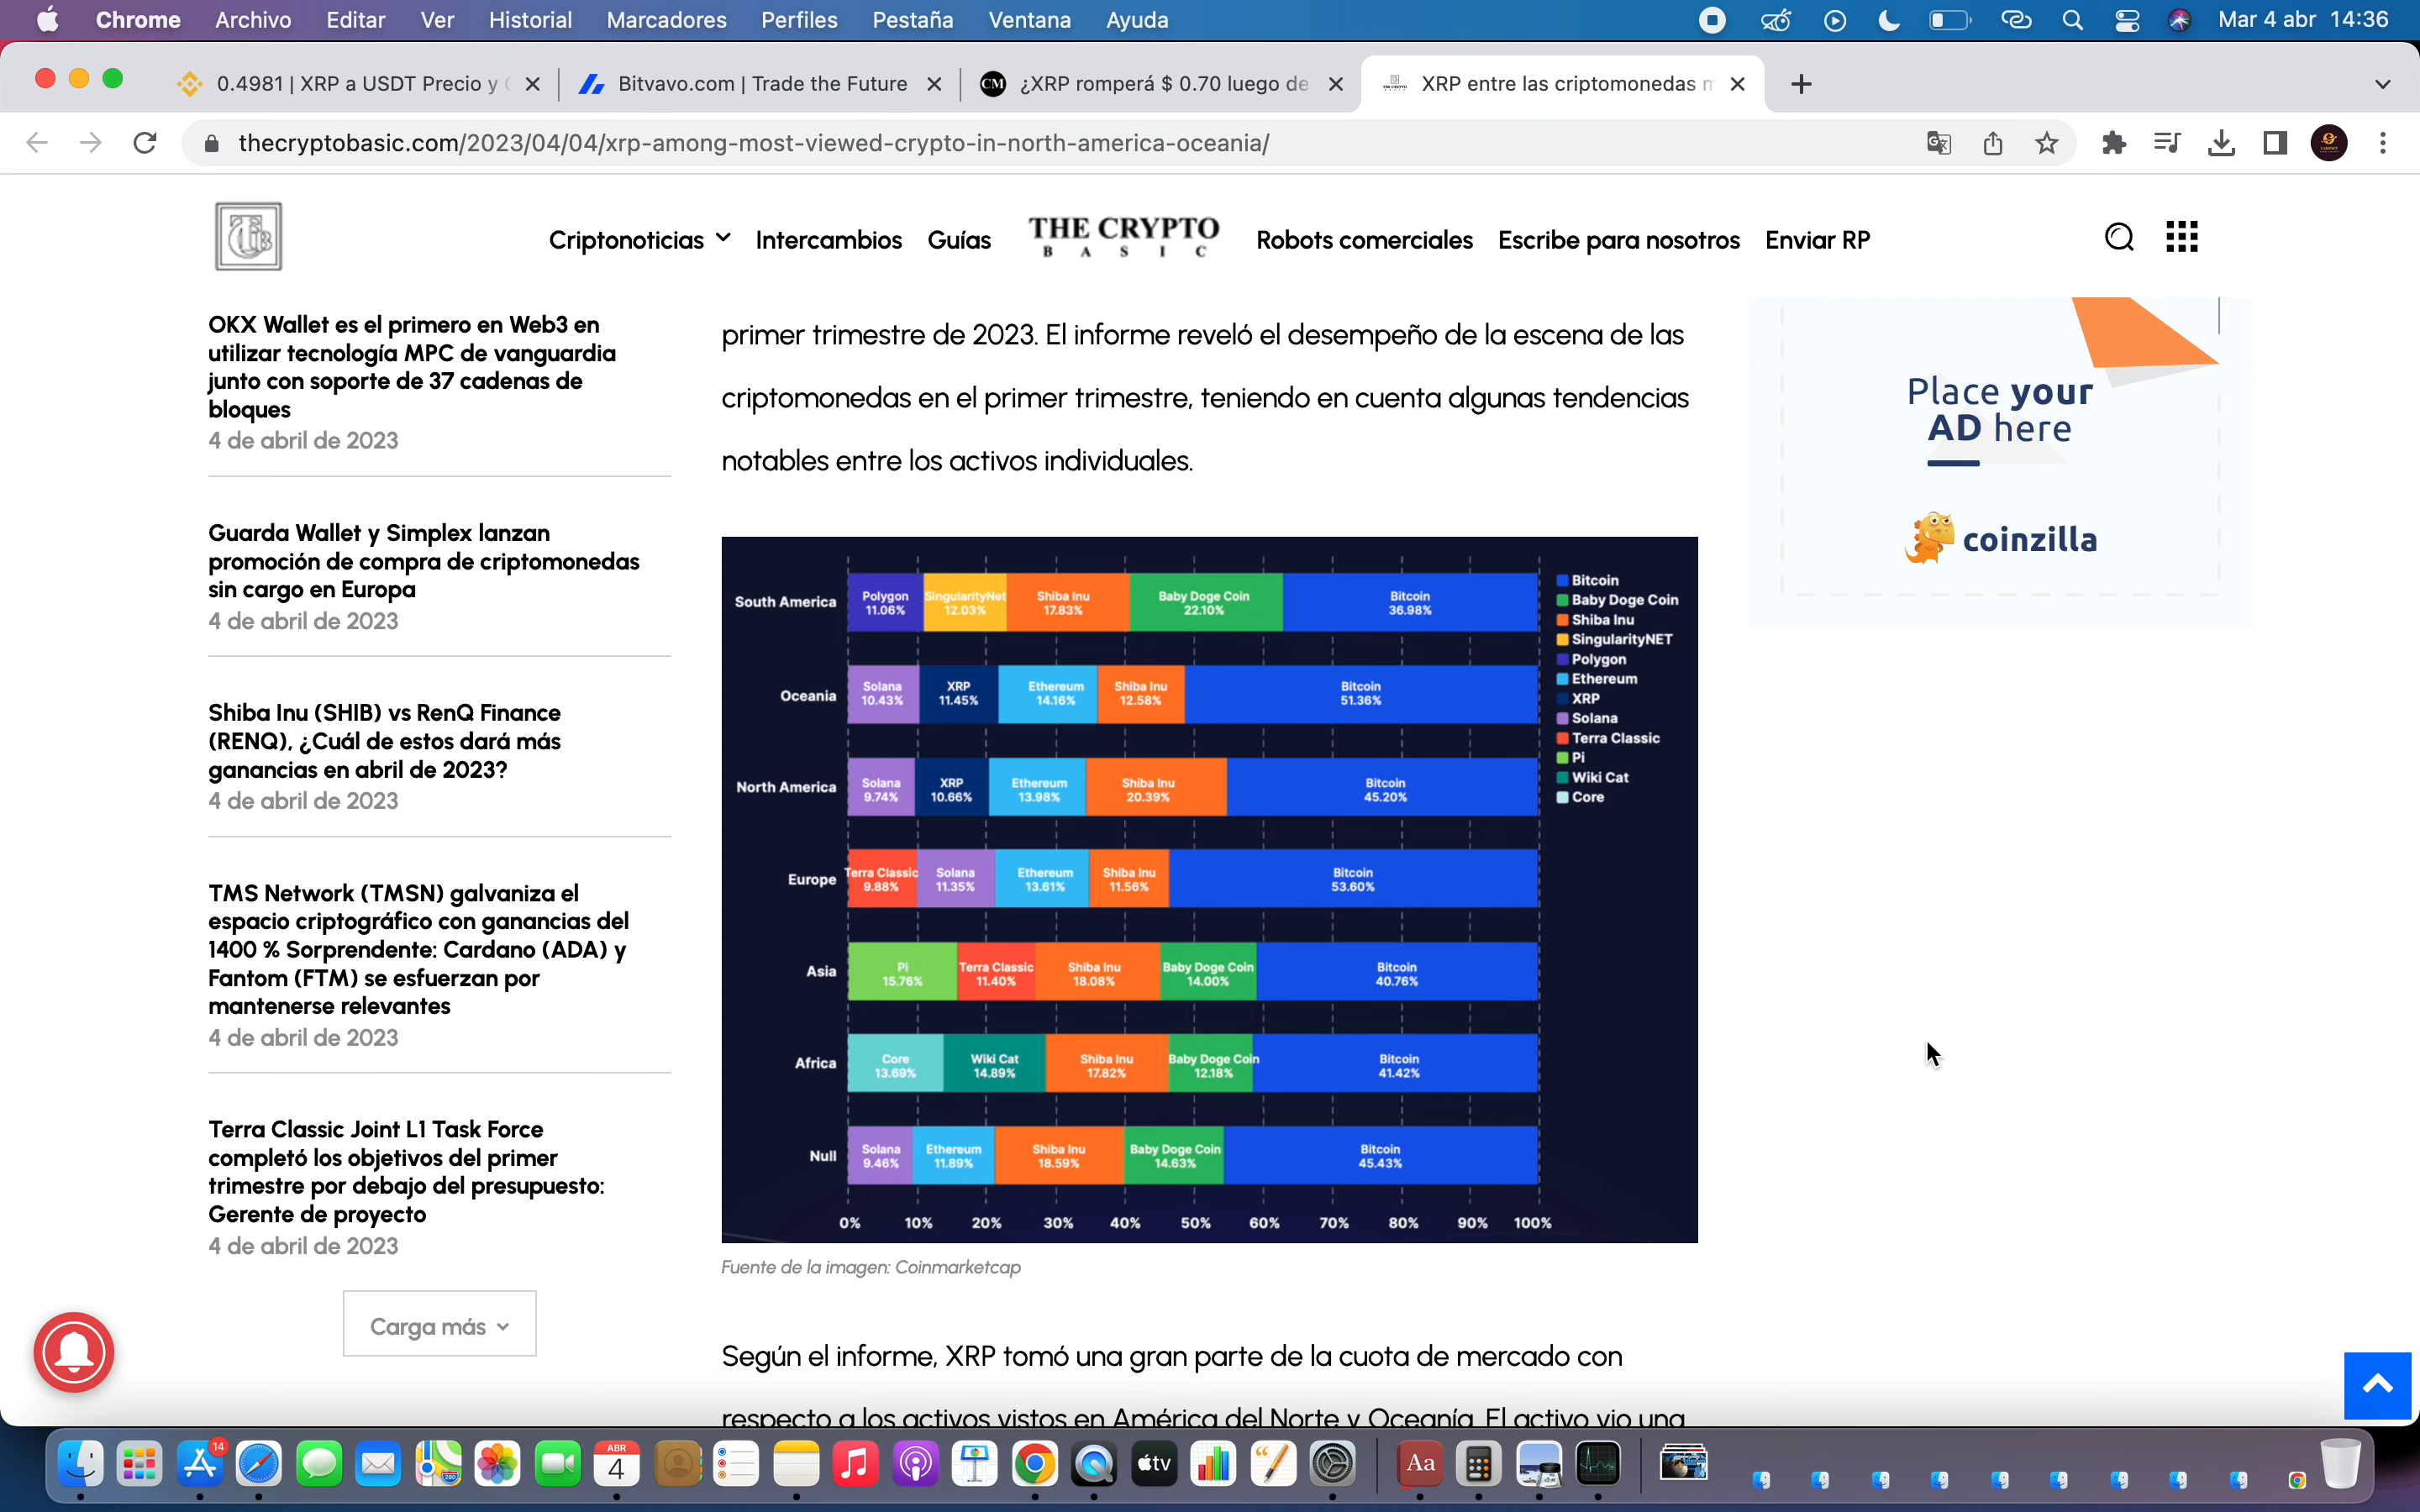 Chrome Archivo Editar Ver Historial Marcadores Perfiles Pestaña Ventana Ayuda Mar 4 abr 14:36
0.4981 | XRP a USDT Precio y
Bitvavo.com | Trade the Future
CM ¿XRP romperá $ 0.70 luego de
XRP entre las criptomonedas
thecryptobasic.com/2023/04/04/xrp-among-most-viewed-crypto-in-north-america-oceania/
Criptonoticias Intercambios Guías THE CRYPTO BASIC Robots comerciales Escribe para nosotros Enviar RP
OKX Wallet es el primero en Web3 en
utilizar tecnología MPC de vanguardia
junto con soporte de 37 cadenas de
bloques
4 de abril de 2023
Guarda Wallet y Simplex lanzan
promoción de compra de criptomonedas
sin cargo en Europa
4 de abril de 2023
Shiba Inu (SHIB) vs RenQ Finance
(RENQ), ¿Cuál de estos dará más
ganancias en abril de 2023?
4 de abril de 2023
TMS Network (TMSN) galvaniza el
espacio criptográfico con ganancias del
1400 % Sorprendente: Cardano (ADA) y
Fantom (FTM) se esfuerzan por
mantenerse relevantes
4 de abril de 2023
Terra Classic Joint L1 Task Force
completó los objetivos del primer
trimestre por debajo del presupuesto:
Gerente de proyecto
4 de abril de 2023
Carga más
primer trimestre de 2023. El informe reveló el desempeño de la escena de las
criptomonedas en el primer trimestre, teniendo en cuenta algunas tendencias
notables entre los activos individuales.
South America Polygon SingularityNet Shiba Inu Baby Doge Coin Bitcoin
11.06% 12.03% 17.83% 22.10% 36.98%
Oceania Solana XRP Ethereum Shiba Inu Bitcoin
10.43% 11.45% 14.16% 12.58% 51.36%
North America Solana XRP Ethereum Shiba Inu Bitcoin
9.74% 10.66% 13.98% 20.39% 45.20%
Europe Terra Classic Solana Ethereum Shiba Inu Bitcoin
9.88% 11.35% 13.61% 11.56% 53.60%
Asia Pi Terra Classic Shiba Inu Baby Doge Coin Bitcoin
15.76% 11.40% 18.08% 14.00% 40.76%
Africa Core Wiki Cat Shiba Inu Baby Doge Coin Bitcoin
13.69% 14.89% 17.82% 12.18% 41.42%
Null Solana Ethereum Shiba Inu Baby Doge Coin Bitcoin
9.46% 11.89% 18.59% 14.63% 45.43%
0% 10% 20% 30% 40% 50% 60% 70% 80% 90% 100%
Bitcoin
Baby Doge Coin
Shiba Inu
SingularityNET
Polygon
Ethereum
XRP
Solana
Terra Classic
Pi
Wiki Cat
Core
Fuente de la imagen: Coinmarketcap
Según el informe, XRP tomó una gran parte de la cuota de mercado con
respecto a los activos vistos en América del Norte y Oceanía. El activo vio una
Place your
AD here
coinzilla
14
280
ABR
4
tv
Aa